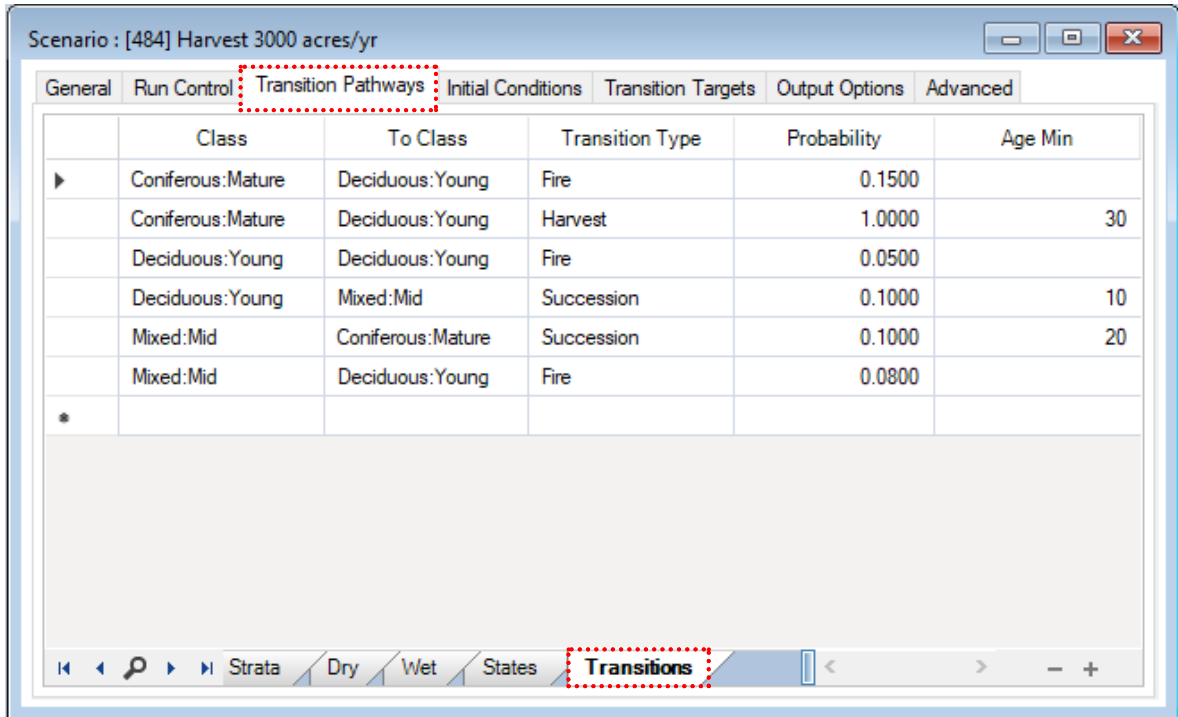 Scenario : [484] Harvest 3000 acres/yr
General Run Control Transition Pathways Initial Conditions Transition Targets Output Options Advanced
Class To Class Transition Type Probability Age Min
Coniferous:Mature Deciduous:Young Fire 0.1500
Coniferous:Mature Deciduous:Young Harvest 1.0000 30
Deciduous:Young Deciduous:Young Fire 0.0500
Deciduous:Young Mixed:Mid Succession 0.1000 10
Mixed:Mid Coniferous:Mature Succession 0.1000 20
Mixed:Mid Deciduous:Young Fire 0.0800
Strata Dry Wet States Transitions